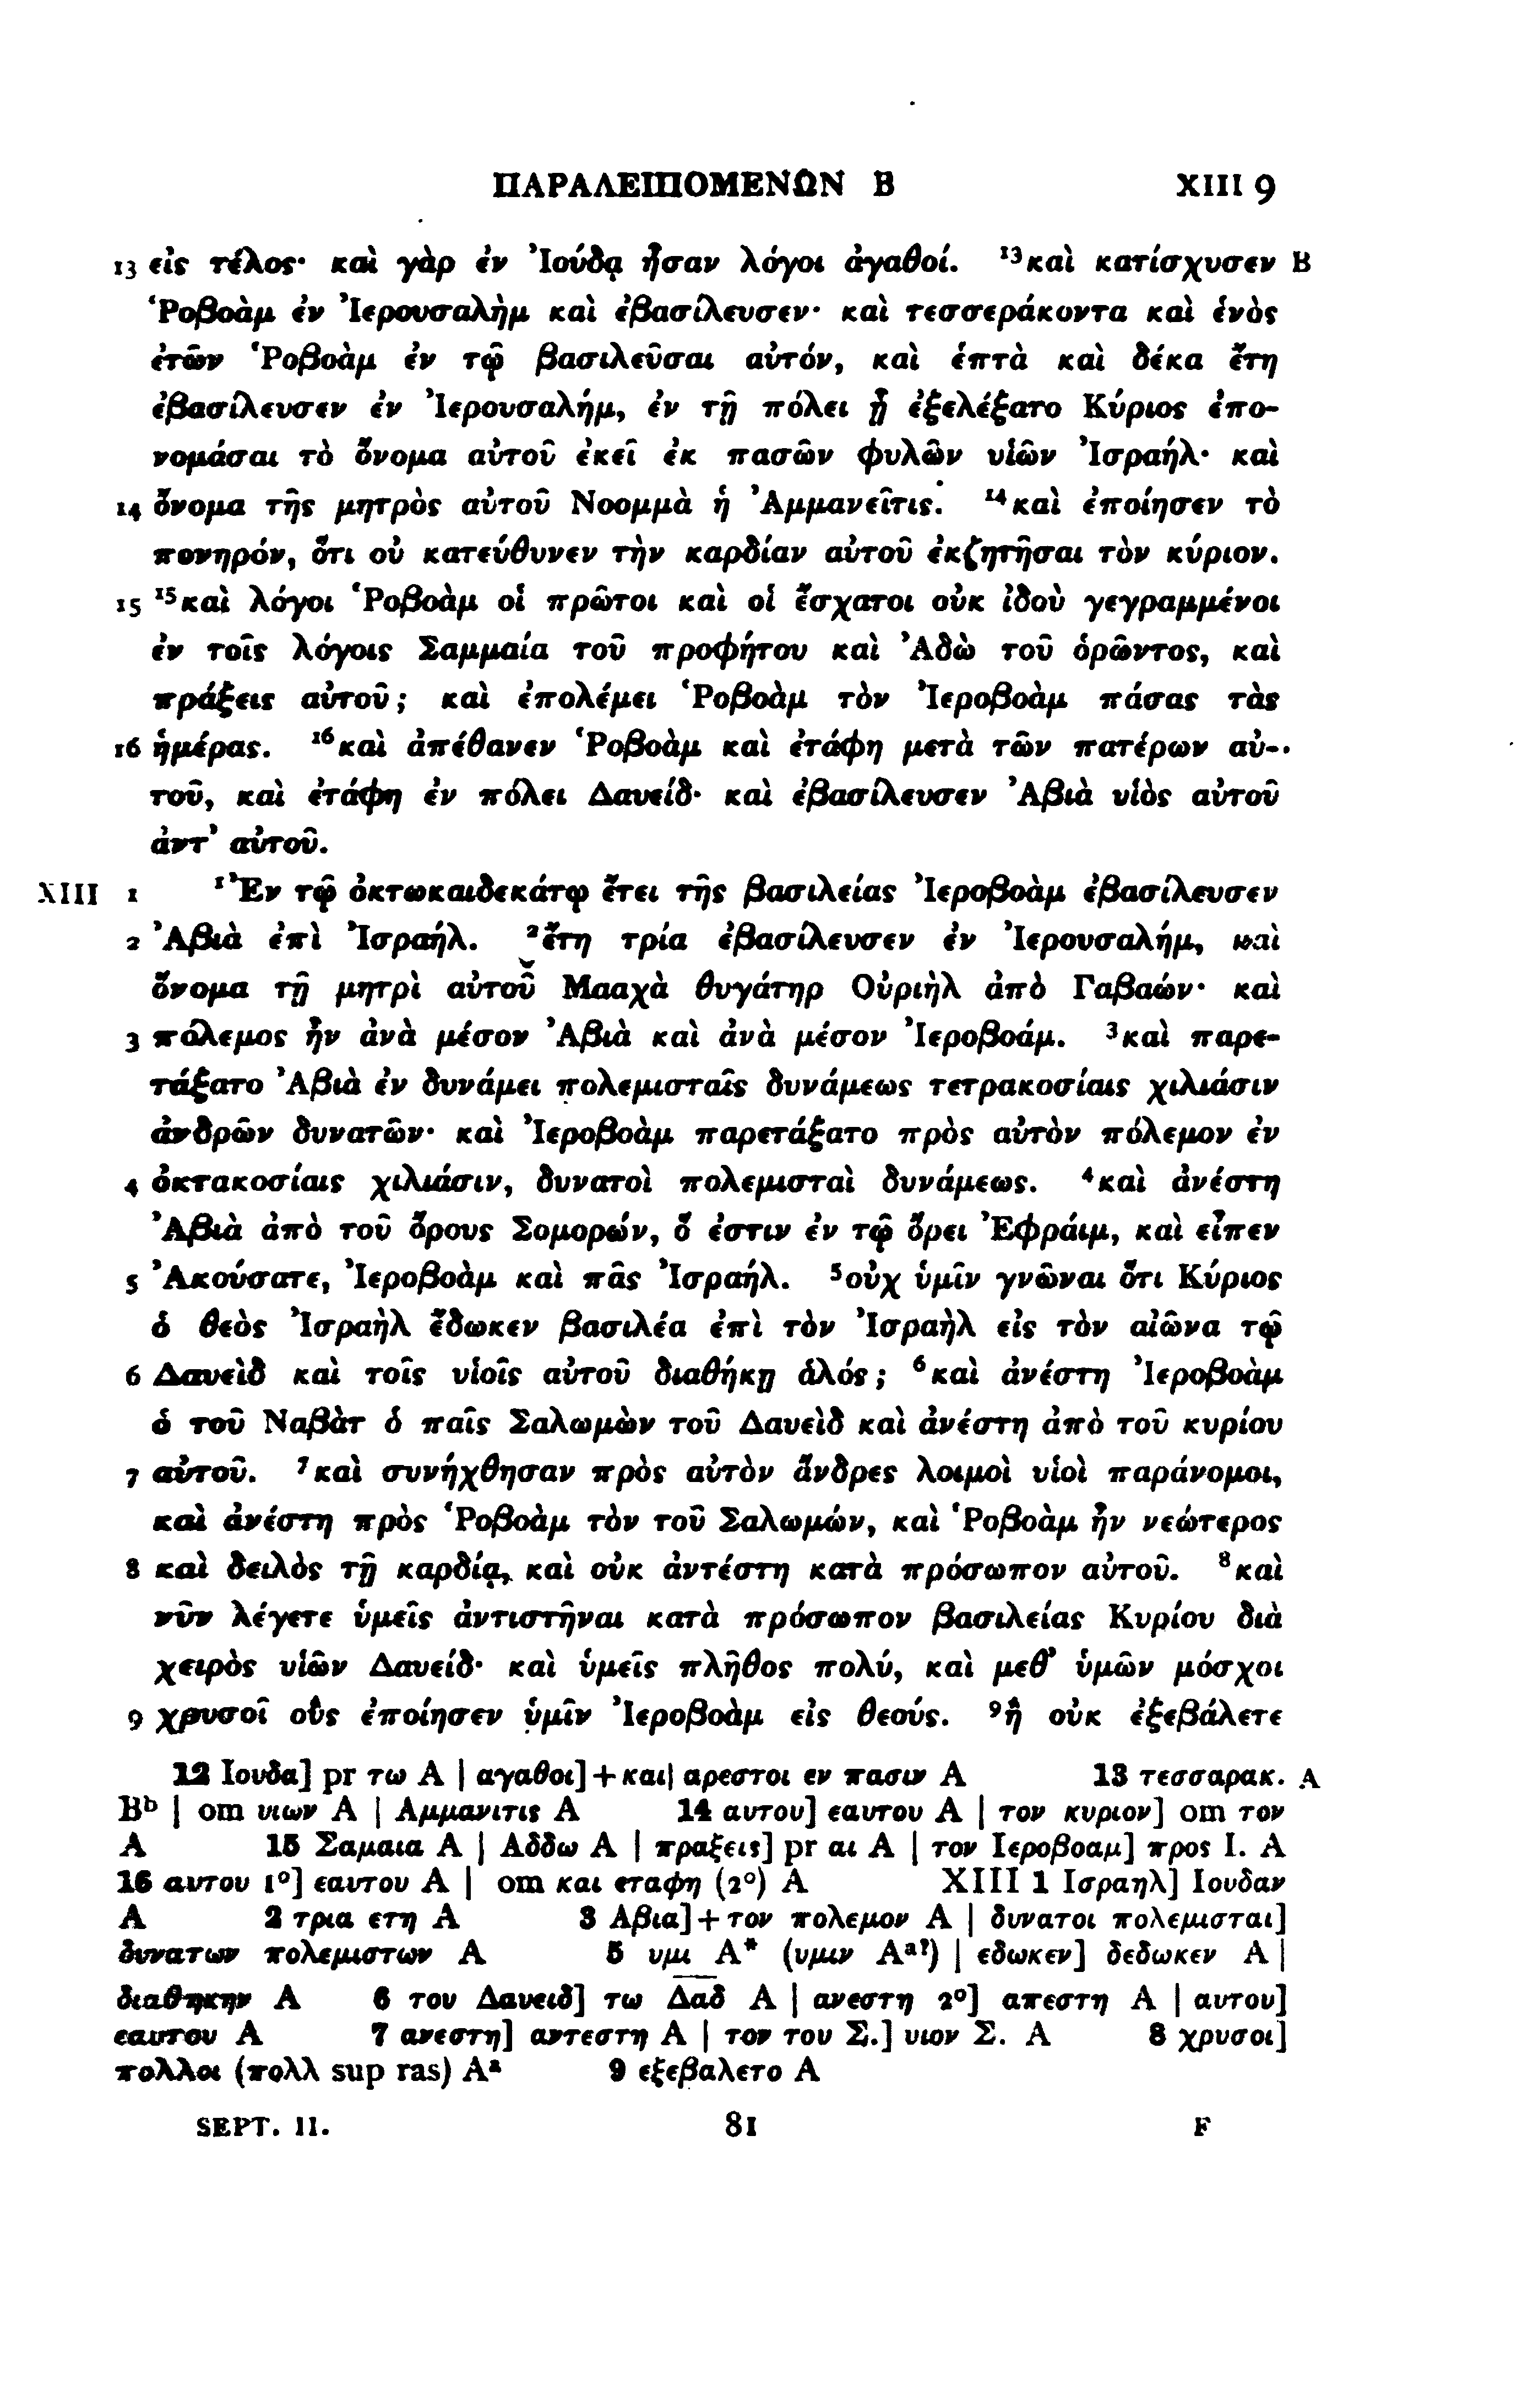 ΠΑΡΑΛΕΙΠΟΜΕΝΩΝ Β XIII 9
13 εἰς τέλος· καὶ γὰρ ἐν Ἰούδᾳ ἦσαν λόγοι ἀγαθοί. ¹³καὶ κατίσχυσεν B
Ῥοβοὰμ ἐν Ἰερουσαλὴμ καὶ ἐβασίλευσεν· καὶ τεσσεράκοντα καὶ ἑνὸς
ἐτῶν Ῥοβοὰμ ἐν τῷ βασιλεῦσαι αὐτόν, καὶ ἑπτὰ καὶ δέκα ἔτη
ἐβασίλευσεν ἐν Ἰερουσαλήμ, ἐν τῇ πόλει ᾗ ἐξελέξατο Κύριος ἐπο-
νομάσαι τὸ ὄνομα αὐτοῦ ἐκεῖ ἐκ πασῶν φυλῶν υἱῶν Ἰσραήλ· καὶ
14 ὄνομα τῆς μητρὸς αὐτοῦ Νοομμὰ ἡ Ἀμμανεῖτις. ¹⁴καὶ ἐποίησεν τὸ
πονηρόν, ὅτι οὐ κατεύθυνεν τὴν καρδίαν αὐτοῦ ἐκζητῆσαι τὸν κύριον.
15 ¹⁵καὶ λόγοι Ῥοβοὰμ οἱ πρῶτοι καὶ οἱ ἔσχατοι οὐκ ἰδοὺ γεγραμμένοι
ἐν τοῖς λόγοις Σαμμαία τοῦ προφήτου καὶ Ἀδὼ τοῦ ὁρῶντος, καὶ
πράξεις αὐτοῦ; καὶ ἐπολέμει Ῥοβοὰμ τὸν Ἰεροβοὰμ πάσας τὰς
16 ἡμέρας. ¹⁶καὶ ἀπέθανεν Ῥοβοὰμ καὶ ἐτάφη μετὰ τῶν πατέρων αὐ-
τοῦ, καὶ ἐτάφη ἐν πόλει Δαυείδ· καὶ ἐβασίλευσεν Ἀβιὰ υἱὸς αὐτοῦ
ἀντ᾽ αὐτοῦ.
XIII 1 ¹Ἐν τῷ ὀκτωκαιδεκάτῳ ἔτει τῆς βασιλείας Ἰεροβοὰμ ἐβασίλευσεν
2 Ἀβιὰ ἐπὶ Ἰσραήλ. ²ἔτη τρία ἐβασίλευσεν ἐν Ἰερουσαλήμ, καὶ
ὄνομα τῇ μητρὶ αὐτοῦ Μααχὰ θυγάτηρ Οὐριὴλ ἀπὸ Γαβαών· καὶ
3 πόλεμος ἦν ἀνὰ μέσον Ἀβιὰ καὶ ἀνὰ μέσον Ἰεροβοάμ. ³καὶ παρε-
τάξατο Ἀβιὰ ἐν δυνάμει πολεμισταῖς δυνάμεως τετρακοσίαις χιλιάσιν
ἀνδρῶν δυνατῶν· καὶ Ἰεροβοὰμ παρετάξατο πρὸς αὐτὸν πόλεμον ἐν
4 ὀκτακοσίαις χιλιάσιν, δυνατοὶ πολεμισταὶ δυνάμεως. ⁴καὶ ἀνέστη
Ἀβιὰ ἀπὸ τοῦ ὄρους Σομορών, ὅ ἐστιν ἐν τῷ ὄρει Ἐφράιμ, καὶ εἶπεν
5 Ἀκούσατε, Ἰεροβοὰμ καὶ πᾶς Ἰσραήλ. ⁵οὐχ ὑμῖν γνῶναι ὅτι Κύριος
ὁ θεὸς Ἰσραὴλ ἔδωκεν βασιλέα ἐπὶ τὸν Ἰσραὴλ εἰς τὸν αἰῶνα τῷ
6 Δαυεὶδ καὶ τοῖς υἱοῖς αὐτοῦ διαθήκῃ ἁλός; ⁶καὶ ἀνέστη Ἰεροβοὰμ
ὁ τοῦ Ναβὰτ ὁ παῖς Σαλωμὼν τοῦ Δαυεὶδ καὶ ἀνέστη ἀπὸ τοῦ κυρίου
7 αὐτοῦ. ⁷καὶ συνήχθησαν πρὸς αὐτὸν ἄνδρες λοιμοὶ υἱοὶ παράνομοι,
καὶ ἀνέστη πρὸς Ῥοβοὰμ τὸν τοῦ Σαλωμών, καὶ Ῥοβοὰμ ἦν νεώτερος
8 καὶ δειλὸς τῇ καρδίᾳ, καὶ οὐκ ἀντέστη κατὰ πρόσωπον αὐτοῦ. ⁸καὶ
νῦν λέγετε ὑμεῖς ἀντιστῆναι κατὰ πρόσωπον βασιλείας Κυρίου διὰ
χειρὸς υἱῶν Δαυείδ· καὶ ὑμεῖς πλῆθος πολύ, καὶ μεθ᾽ ὑμῶν μόσχοι
9 χρυσοῖ οὓς ἐποίησεν ὑμῖν Ἰεροβοὰμ εἰς θεούς. ⁹ἢ οὐκ ἐξεβάλετε
12 Ιουδα] pr τω A | αγαθοι] + και| αρεστοι εν πασιν A 13 τεσσαρακ. A
Bᵇ | om υιων A | Αμμανιτις A 14 αυτου] εαυτου A | τον κυριον] om τον
A 15 Σαμαια A | Αδδω A | πραξεις] pr αι A | τον Ιεροβοαμ] προς Ι. A
16 αυτου 1°] εαυτου A | om και εταφη (2°) A XIII 1 Ισραηλ] Ιουδαν
A 2 τρια ετη A 3 Αβια] + τον πολεμον A | δυνατοι πολεμισται]
δυνατων πολεμιστων A 5 υμι A* (υμιν Aᵃ?) | εδωκεν] δεδωκεν A |
διαθηκην A 6 του Δαυειδ] τω Δ̅α̅δ̅ A | ανεστη 2°] απεστη A | αυτου]
εαυτου A 7 ανεστη] αντεστη A | τον του Σ.] υιον Σ. A 8 χρυσοι]
πολλοι (πολλ sup ras) Aᵃ 9 εξεβαλετο A
SEPT. II. 81 F